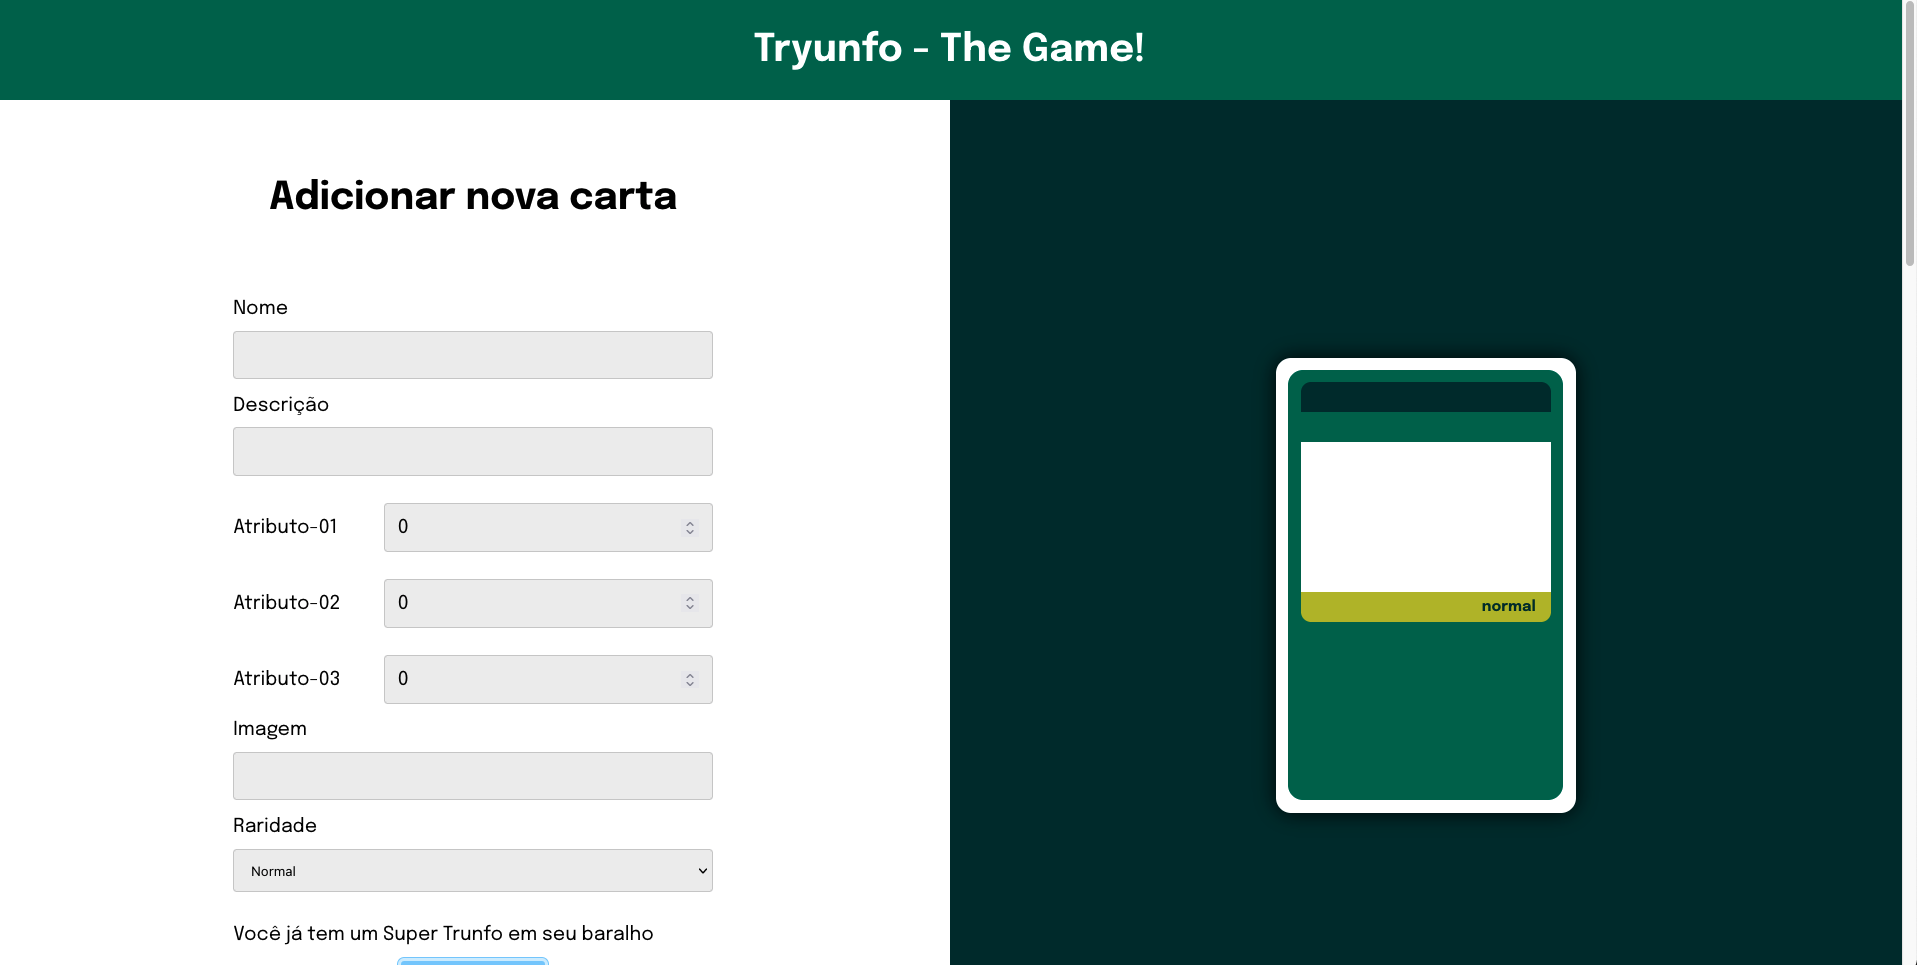 Tryunfo - The Game!
Adicionar nova carta
Nome
Descrição
Atributo-01
0
Atributo-02
0
Atributo-03
0
Imagem
Raridade
Normal
Você já tem um Super Trunfo em seu baralho
normal